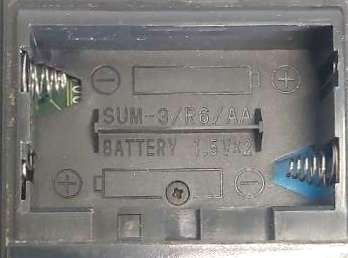 ⊖ ⊕
SUM-3/R6/AA
BATTERY 1.5V×2
⊕ ⊖